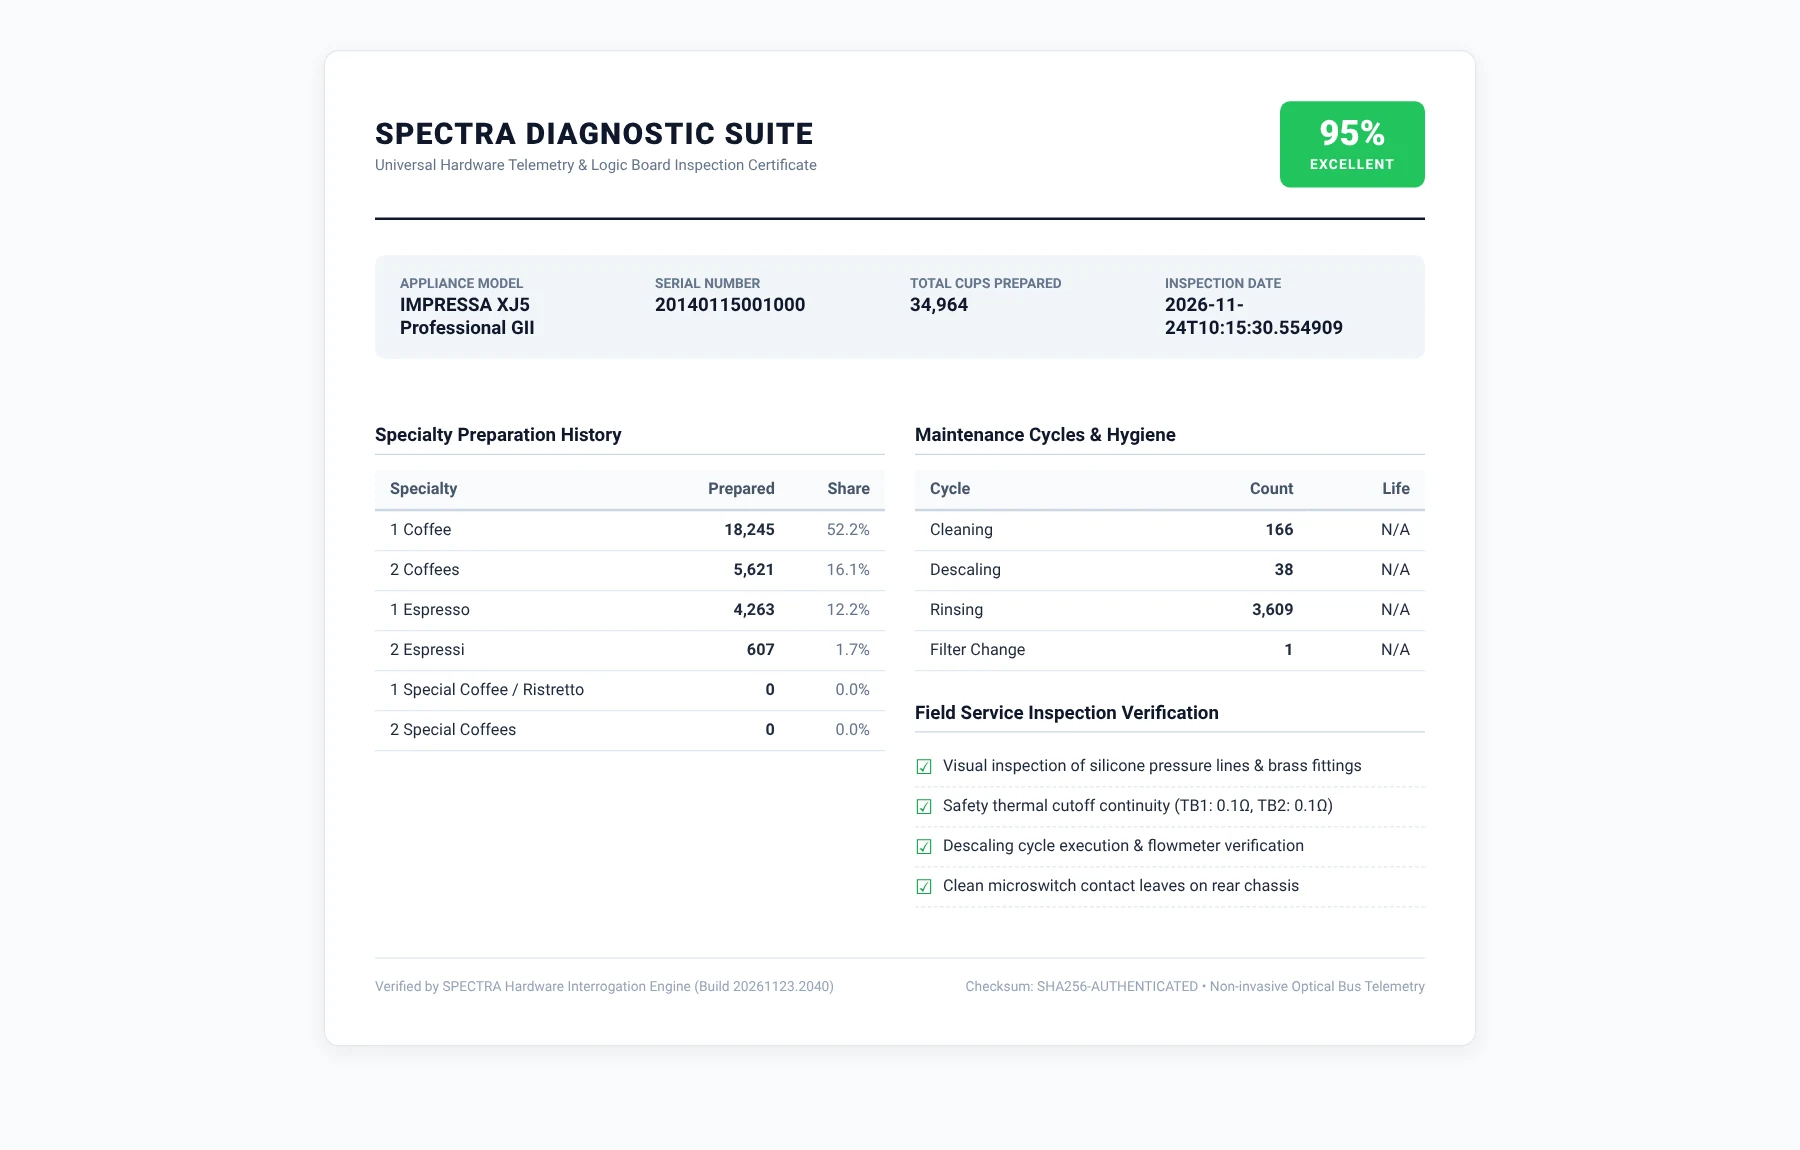 SPECTRA DIAGNOSTIC SUITE
Universal Hardware Telemetry & Logic Board Inspection Certificate
95%
EXCELLENT
APPLIANCE MODEL
IMPRESSA XJ5
Professional GII
SERIAL NUMBER
20140115001000
TOTAL CUPS PREPARED
34,964
INSPECTION DATE
2026-11-
24T10:15:30.554909
Specialty Preparation History
Specialty Prepared Share
1 Coffee 18,245 52.2%
2 Coffees 5,621 16.1%
1 Espresso 4,263 12.2%
2 Espressi 607 1.7%
1 Special Coffee / Ristretto 0 0.0%
2 Special Coffees 0 0.0%
Maintenance Cycles & Hygiene
Cycle Count Life
Cleaning 166 N/A
Descaling 38 N/A
Rinsing 3,609 N/A
Filter Change 1 N/A
Field Service Inspection Verification
☑ Visual inspection of silicone pressure lines & brass fittings
☑ Safety thermal cutoff continuity (TB1: 0.1Ω, TB2: 0.1Ω)
☑ Descaling cycle execution & flowmeter verification
☑ Clean microswitch contact leaves on rear chassis
Verified by SPECTRA Hardware Interrogation Engine (Build 20261123.2040)
Checksum: SHA256-AUTHENTICATED • Non-invasive Optical Bus Telemetry